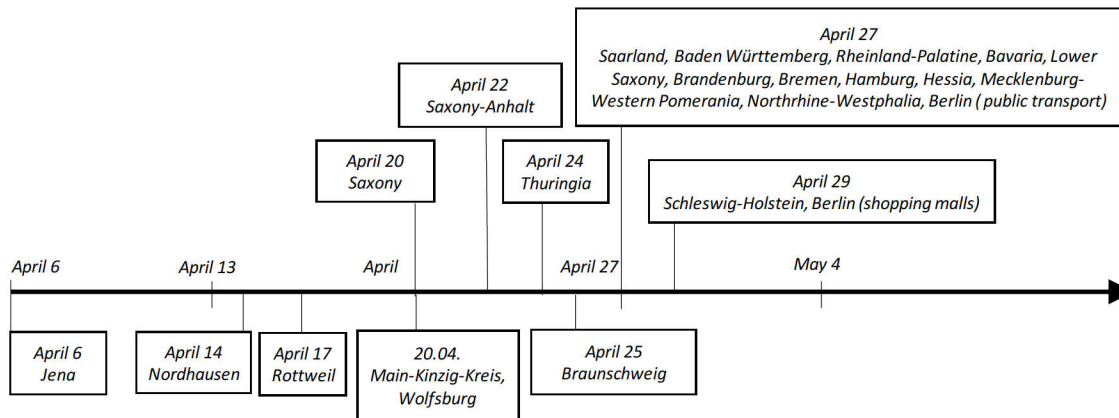 April 27
Saarland, Baden Württemberg, Rheinland-Palatine, Bavaria, Lower
Saxony, Brandenburg, Bremen, Hamburg, Hessia, Mecklenburg-
Western Pomerania, Northrhine-Westphalia, Berlin ( public transport)
April 22
Saxony-Anhalt
April 20
Saxony
April 24
Thuringia
April 29
Schleswig-Holstein, Berlin (shopping malls)
April 6
April 13
April
April 27
May 4
April 6
Jena
April 14
Nordhausen
April 17
Rottweil
20.04.
Main-Kinzig-Kreis,
Wolfsburg
April 25
Braunschweig